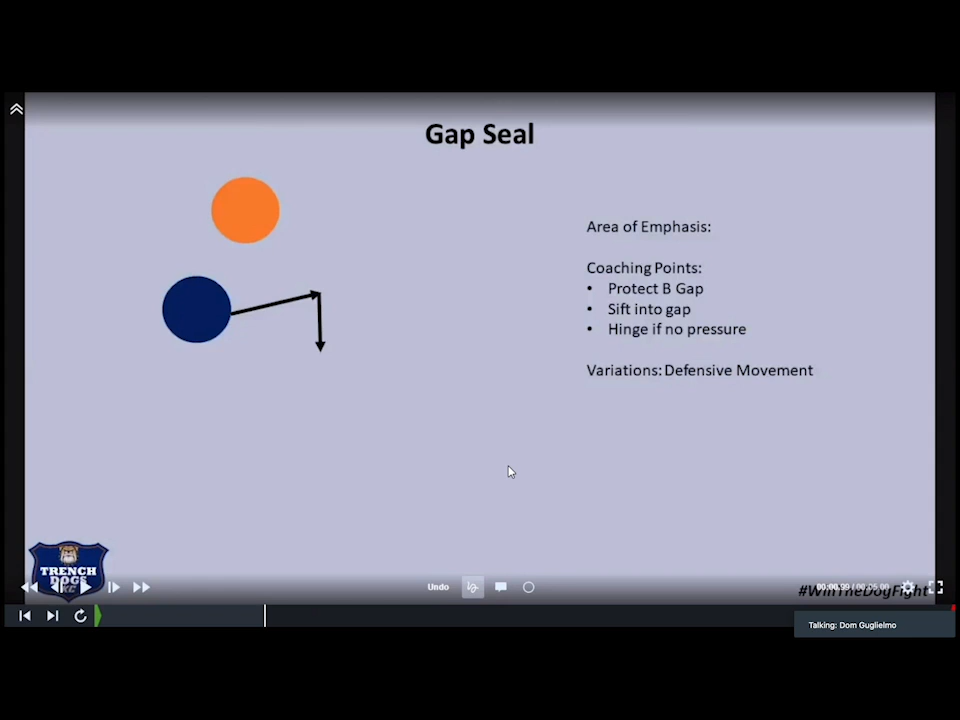 Gap Seal
Area of Emphasis:
Coaching Points:
• Protect B Gap
• Sift into gap
• Hinge if no pressure
Variations: Defensive Movement
TRENCH
DOGS
Undo
#WinTheDogFight
Talking: Dom Guglielmo